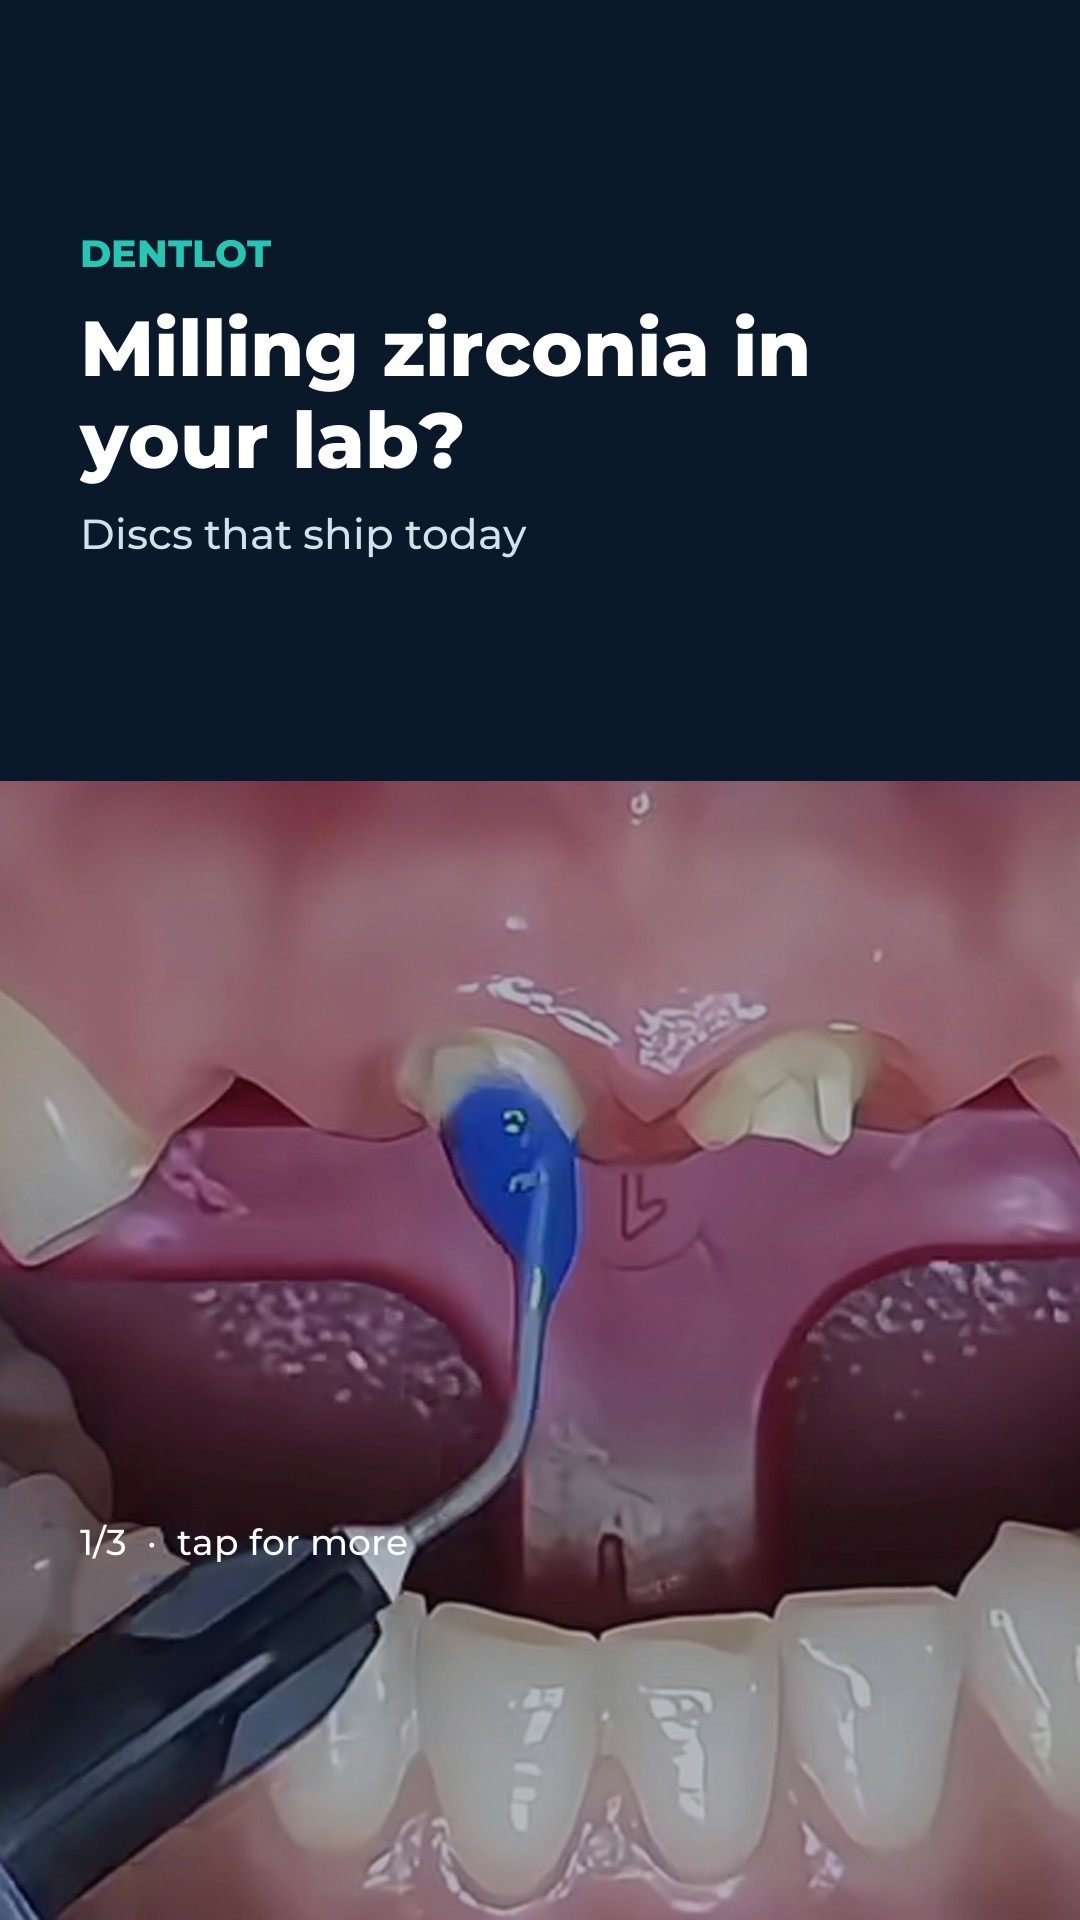 DENTLOT
Milling zirconia in
your lab?
Discs that ship today
1/3 · tap for more